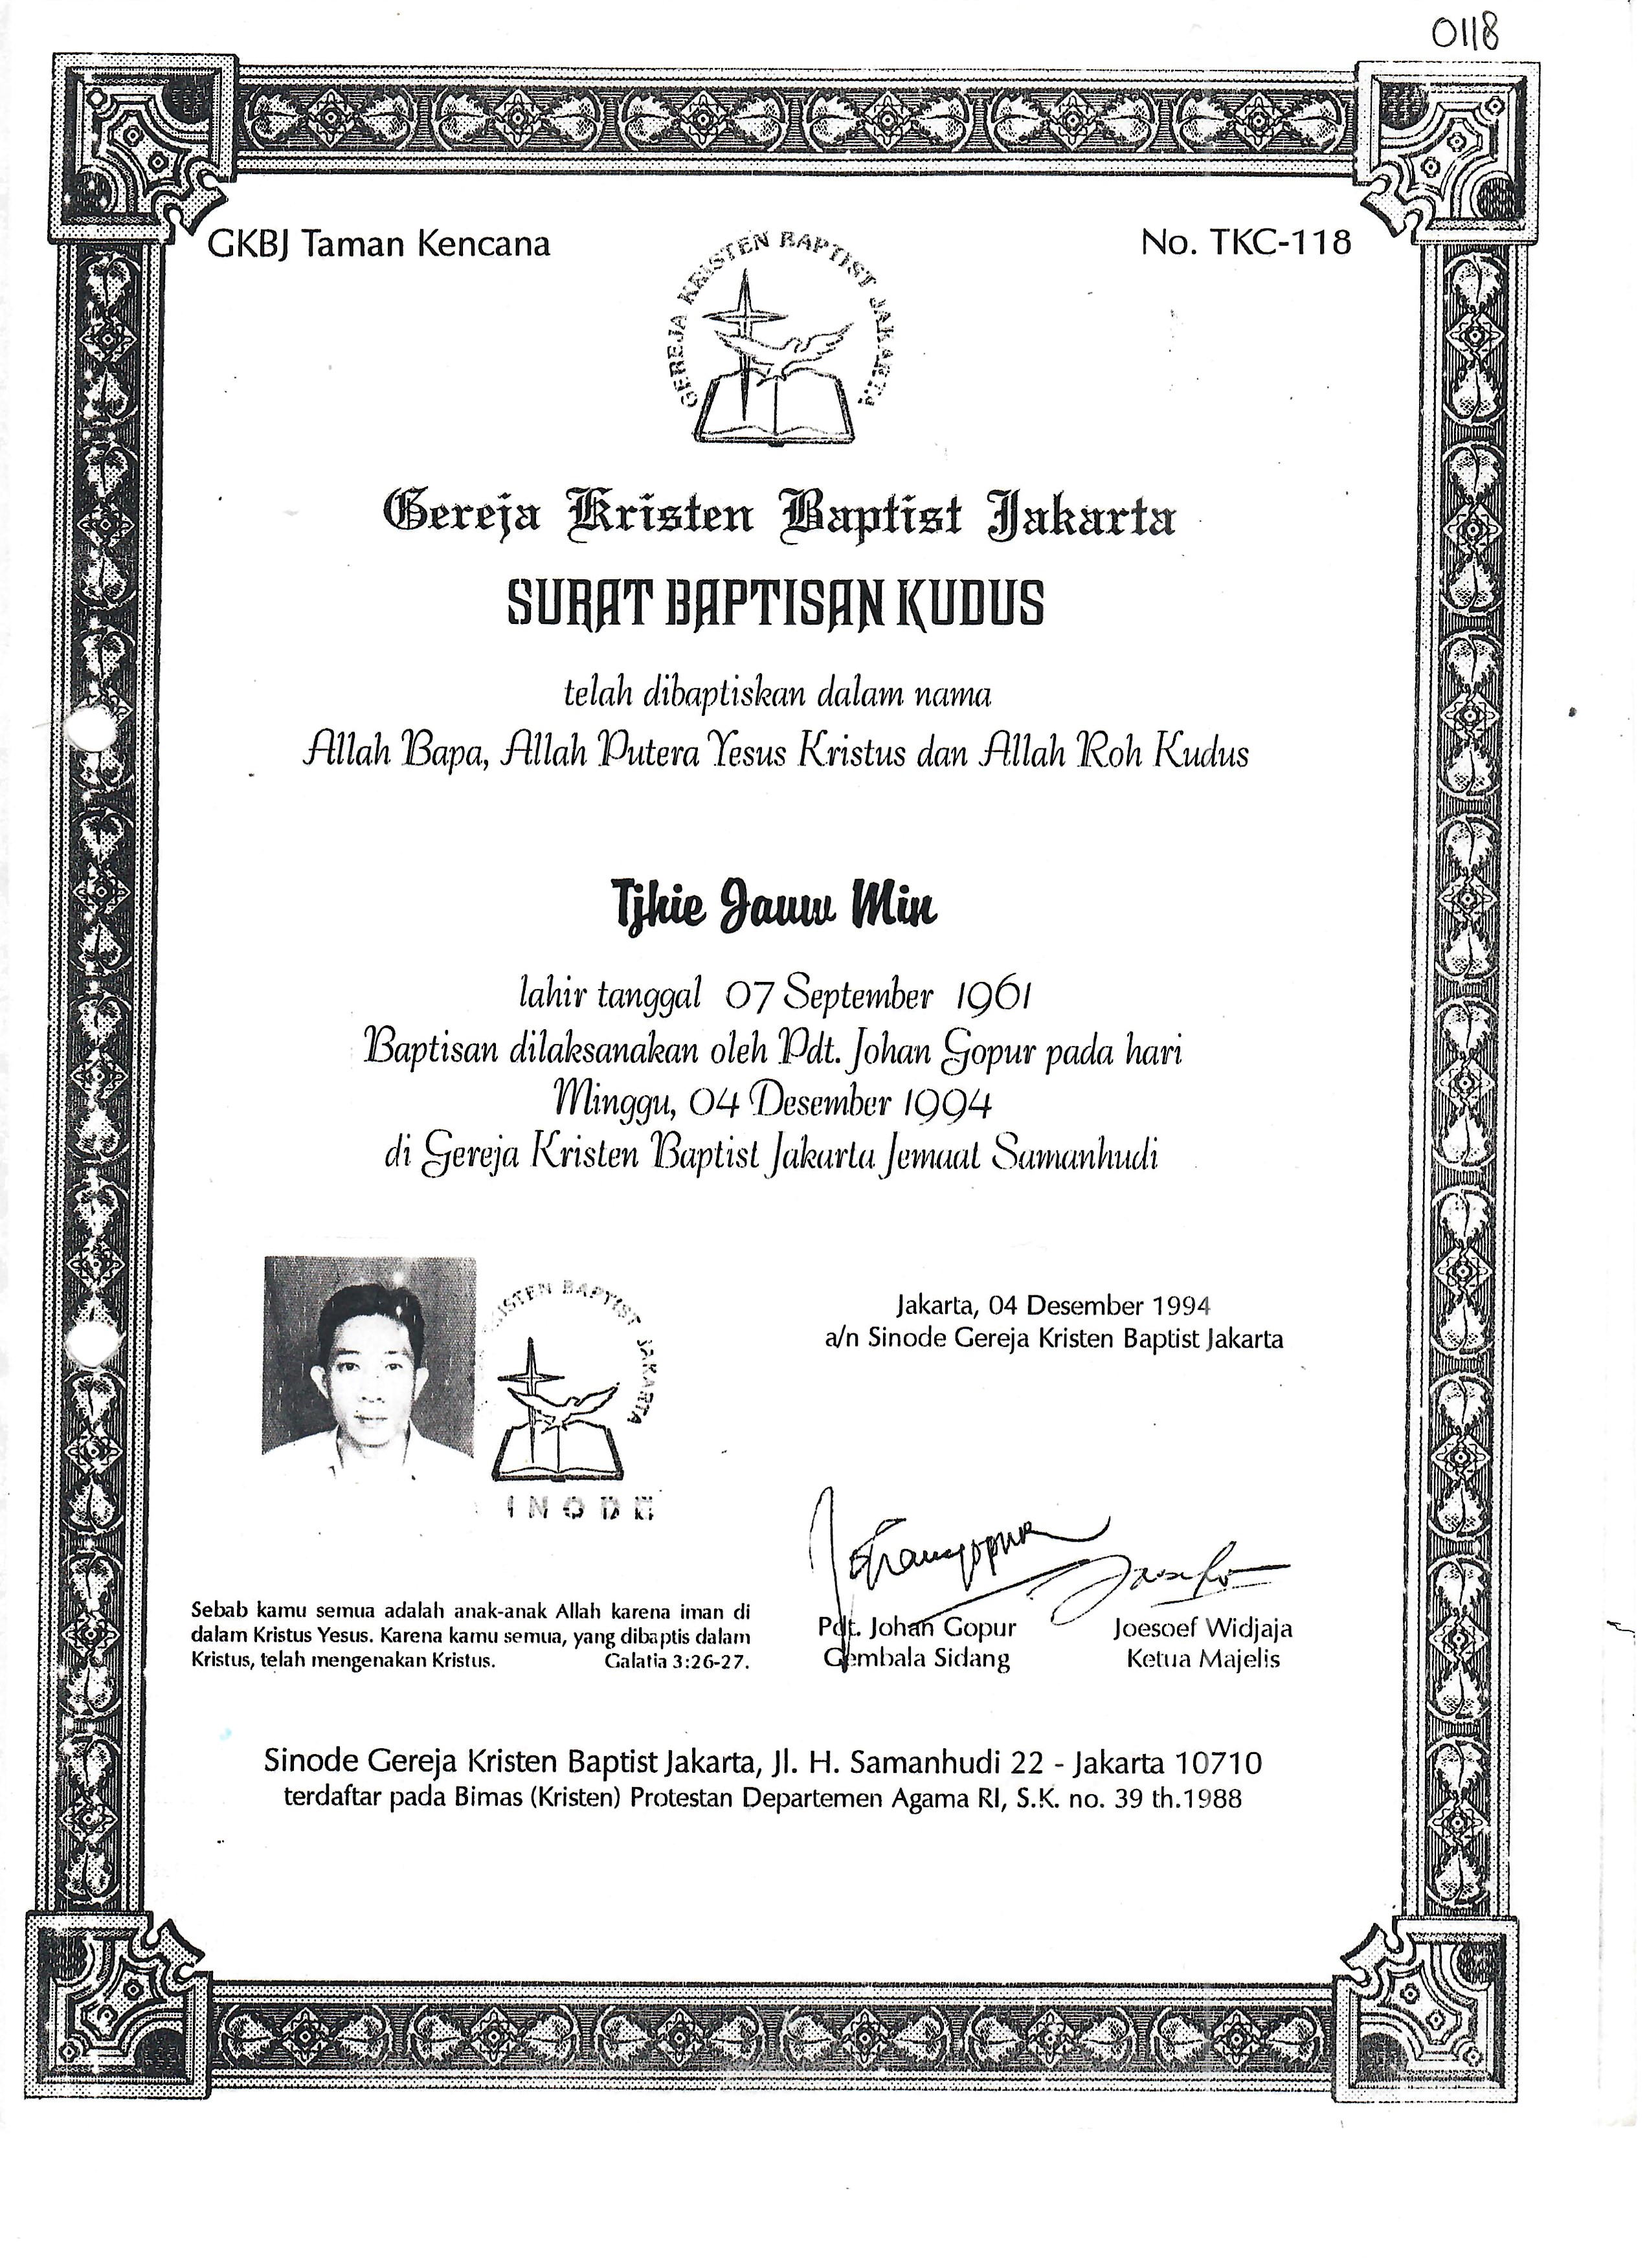 0118
GKBJ Taman Kencana
No. TKC-118
GEREJA KRISTEN BAPTIST JAKARTA
Gereja Kristen Baptist Jakarta
SURAT BAPTISAN KUDUS
telah dibaptiskan dalam nama
Allah Bapa, Allah Putera Yesus Kristus dan Allah Roh Kudus
Tjhie Jauw Min
lahir tanggal 07 September 1961
Baptisan dilaksanakan oleh Pdt. Johan Gopur pada hari
Minggu, 04 Desember 1994
di Gereja Kristen Baptist Jakarta Jemaat Samanhudi
KRISTEN BAPTIST JAKARTA
INODE
Jakarta, 04 Desember 1994
a/n Sinode Gereja Kristen Baptist Jakarta
Sebab kamu semua adalah anak-anak Allah karena iman di
dalam Kristus Yesus. Karena kamu semua, yang dibaptis dalam
Kristus, telah mengenakan Kristus. Galatia 3:26-27.
Pdt. Johan Gopur
Gembala Sidang
Joesoef Widjaja
Ketua Majelis
Sinode Gereja Kristen Baptist Jakarta, Jl. H. Samanhudi 22 - Jakarta 10710
terdaftar pada Bimas (Kristen) Protestan Departemen Agama RI, S.K. no. 39 th.1988